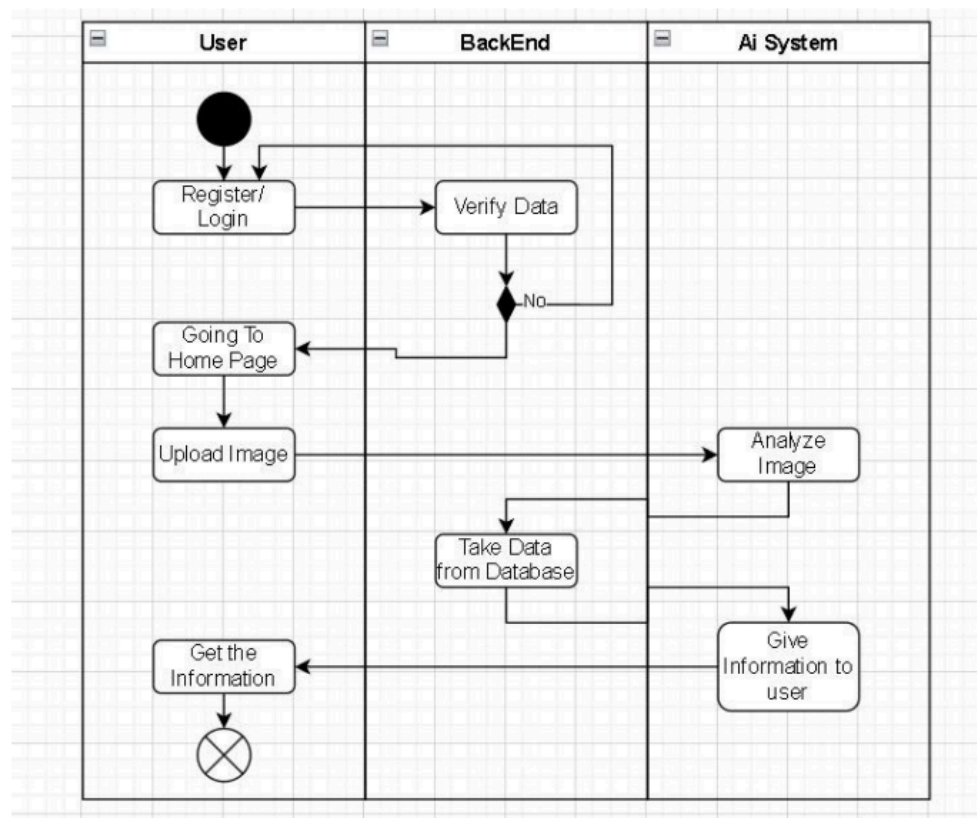 User
BackEnd
Ai System
Register/
Login
Verify Data
No
Going To
Home Page
Upload Image
Analyze
Image
Take Data
from Database
Give
Information to
user
Get the
Information